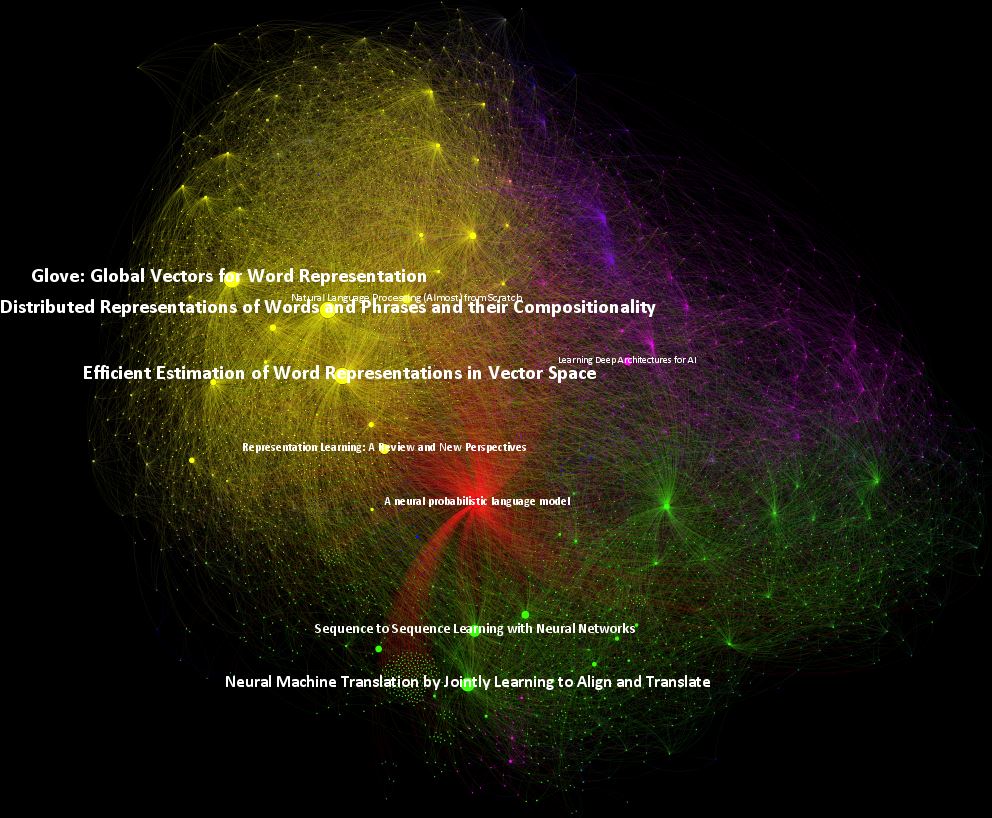 Glove: Global Vectors for Word Representation
Natural Language Processing (Almost) from Scratch
Distributed Representations of Words and Phrases and their Compositionality
Learning Deep Architectures for AI
Efficient Estimation of Word Representations in Vector Space
Representation Learning: A Review and New Perspectives
A neural probabilistic language model
Sequence to Sequence Learning with Neural Networks
Neural Machine Translation by Jointly Learning to Align and Translate